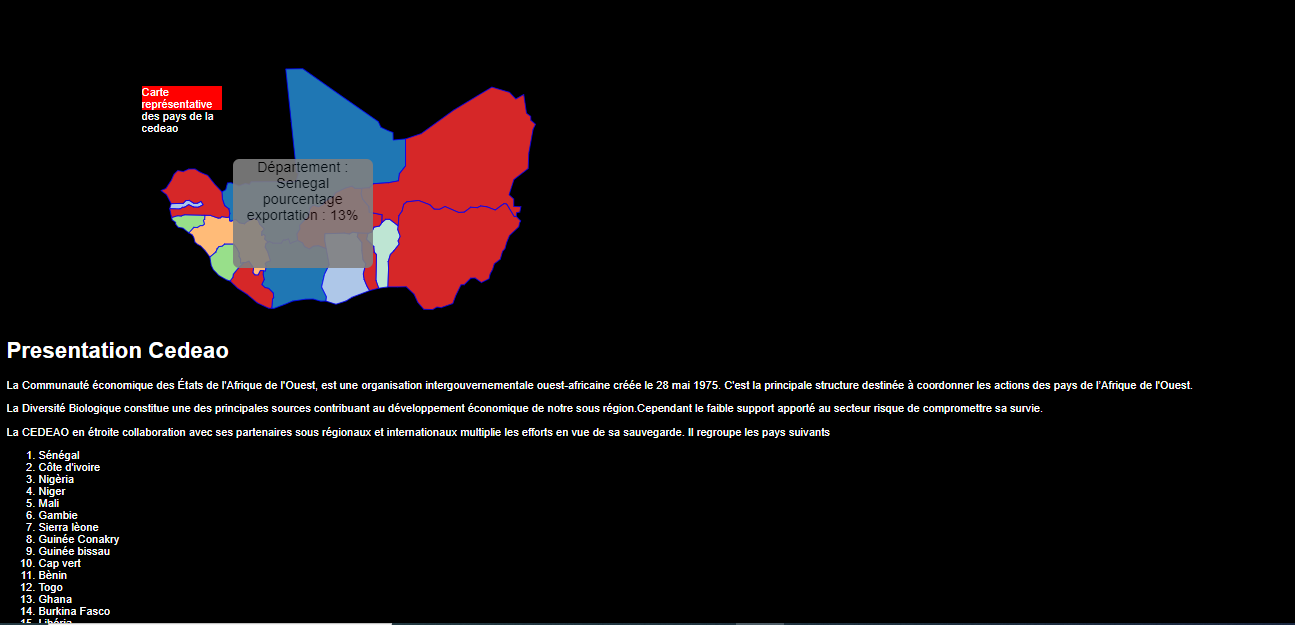 Carte
représentative
des pays de la
cedeao
Département :
Senegal
pourcentage
exportation : 13%
Presentation Cedeao
La Communauté économique des États de l'Afrique de l'Ouest, est une organisation intergouvernementale ouest-africaine créée le 28 mai 1975. C'est la principale structure destinée à coordonner les actions des pays de l'Afrique de l'Ouest.
La Diversité Biologique constitue une des principales sources contribuant au développement économique de notre sous région.Cependant le faible support apporté au secteur risque de compromettre sa survie.
La CEDEAO en étroite collaboration avec ses partenaires sous régionaux et internationaux multiplie les efforts en vue de sa sauvegarde. Il regroupe les pays suivants
1. Sénégal
2. Côte d'ivoire
3. Nigèria
4. Niger
5. Mali
6. Gambie
7. Sierra lèone
8. Guinée Conakry
9. Guinée bissau
10. Cap vert
11. Bènin
12. Togo
13. Ghana
14. Burkina Fasco
15. Libéria